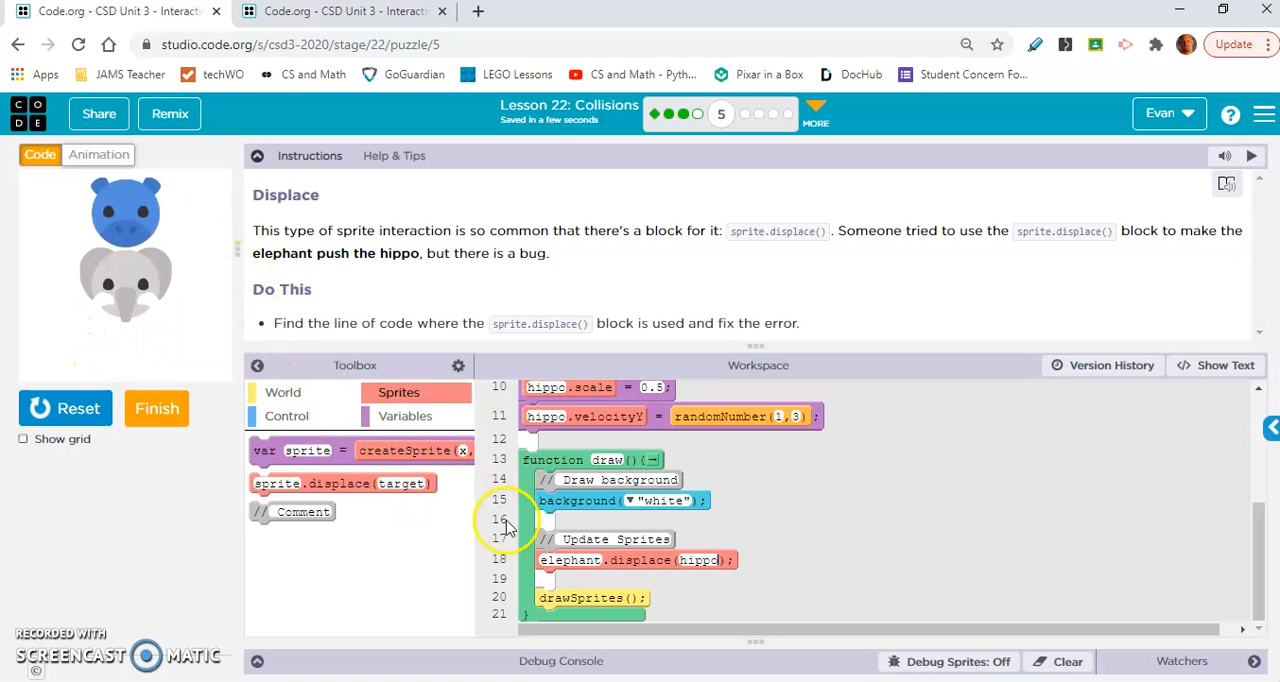 Code.org - CSD Unit 3 - Interactiv
Code.org - CSD Unit 3 - Interactiv
studio.code.org/s/csd3-2020/stage/22/puzzle/5
Update
Apps
JAMS Teacher
techWO
CS and Math
GoGuardian
LEGO Lessons
CS and Math - Pyth...
Pixar in a Box
DocHub
Student Concern Fo...
C O
D E
Share
Remix
Lesson 22: Collisions
Saved in a few seconds
5
MORE
Evan
Code
Animation
Instructions
Help & Tips
Displace
This type of sprite interaction is so common that there's a block for it: sprite.displace(). Someone tried to use the sprite.displace() block to make the
elephant push the hippo, but there is a bug.
Do This
• Find the line of code where the sprite.displace() block is used and fix the error.
Reset
Finish
Show grid
Toolbox
World
Sprites
Control
Variables
var sprite = createSprite(x,
sprite.displace(target)
// Comment
Workspace
Version History
</> Show Text
10 hippo.scale = 0.5;
11 hippo.velocityY = randomNumber(1,3);
12
13 function draw(){
14 // Draw background
15 background("white");
16
17 // Update Sprites
18 elephant.displace(hippo);
19
20 drawSprites();
21 }
Debug Console
Debug Sprites: Off
Clear
Watchers
RECORDED WITH
SCREENCAST MATIC
©